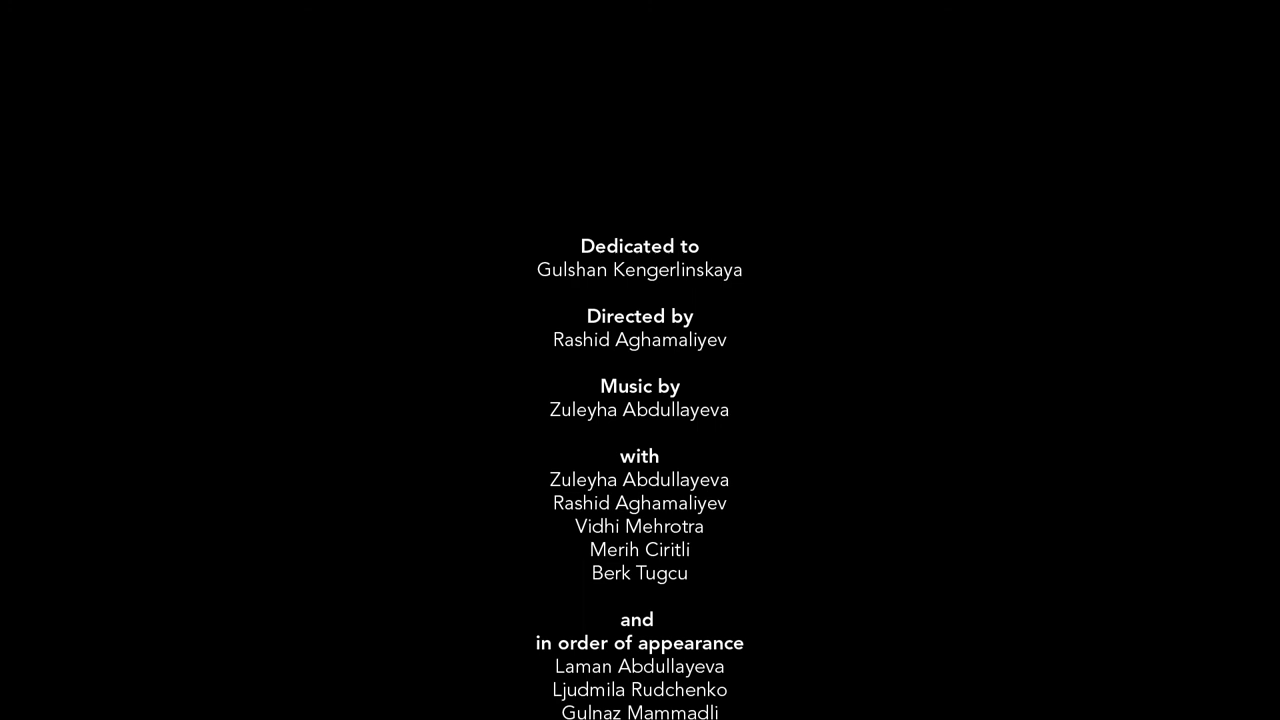 Dedicated to
Gulshan Kengerlinskaya
Directed by
Rashid Aghamaliyev
Music by
Zuleyha Abdullayeva
with
Zuleyha Abdullayeva
Rashid Aghamaliyev
Vidhi Mehrotra
Merih Ciritli
Berk Tugcu
and
in order of appearance
Laman Abdullayeva
Ljudmila Rudchenko
Gulnaz Mammadli